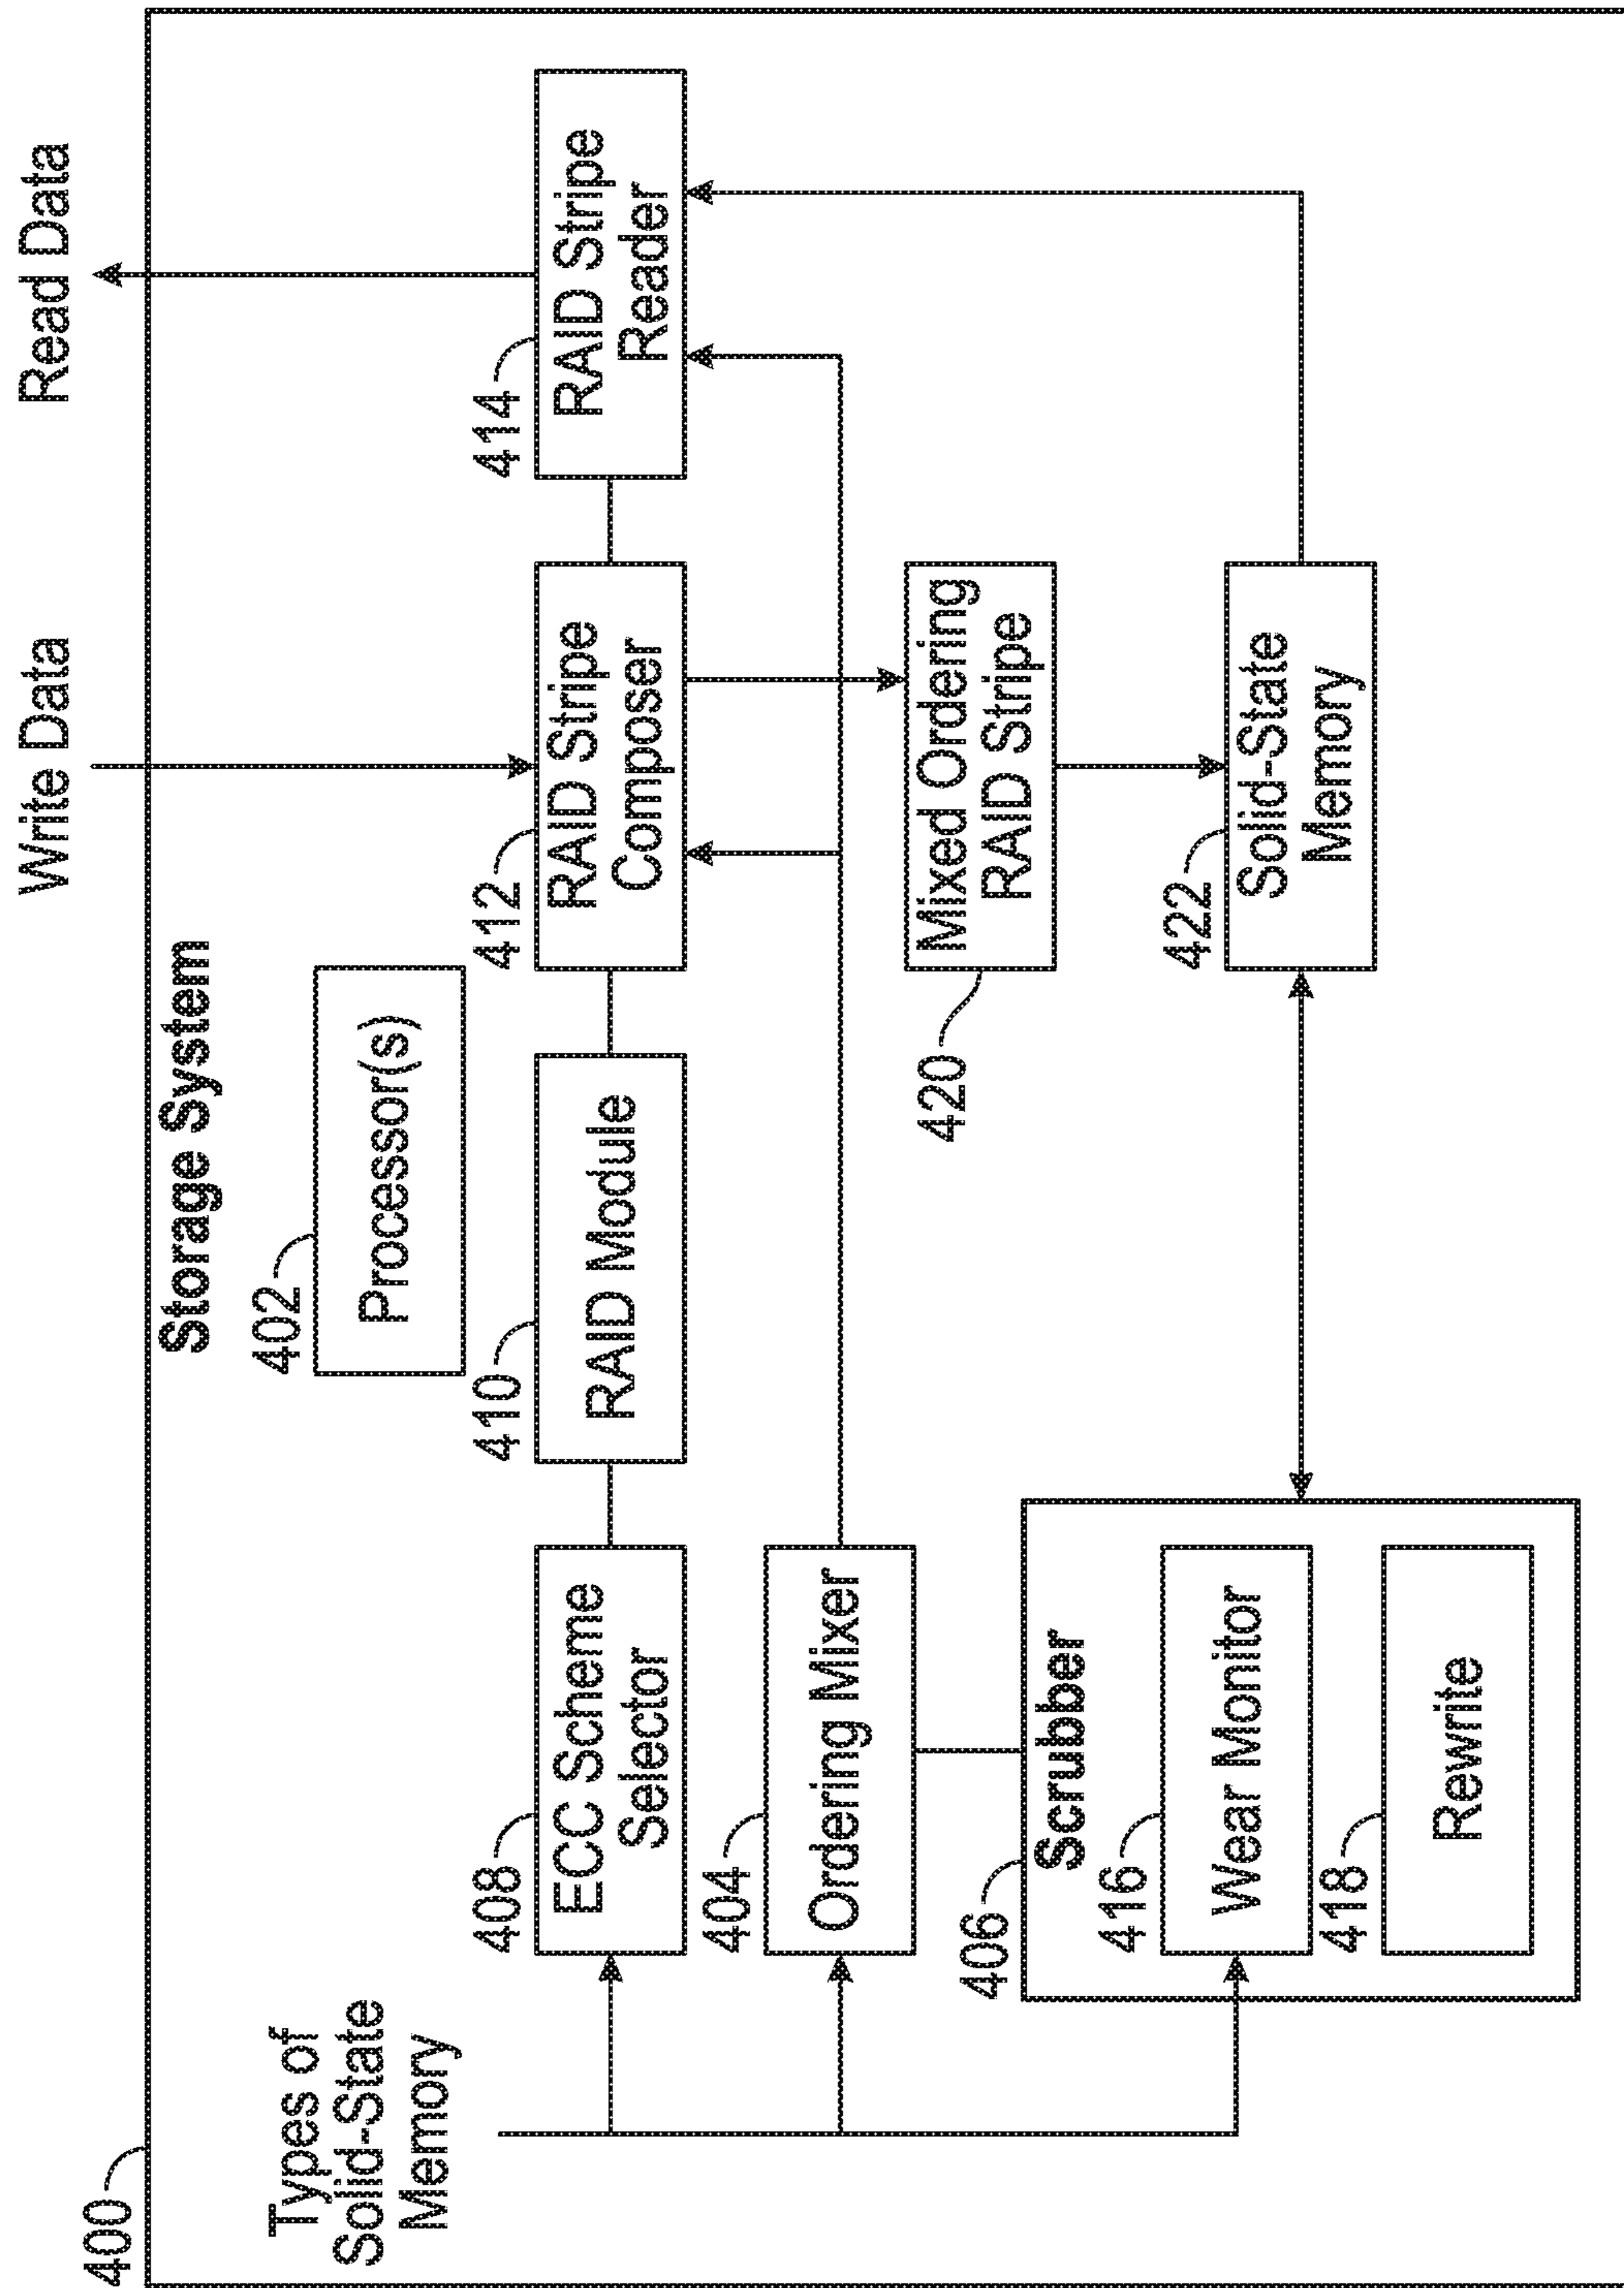 400
Storage System
Write Data
Read Data
Types of
Solid-State
Memory
402
Processor(s)
408
ECC Scheme
Selector
410
RAID Module
412
RAID Stripe
Composer
414
RAID Stripe
Reader
404
Ordering Mixer
420
Mixed Ordering
RAID Stripe
406
Scrubber
416
Wear Monitor
418
Rewrite
422
Solid-State
Memory